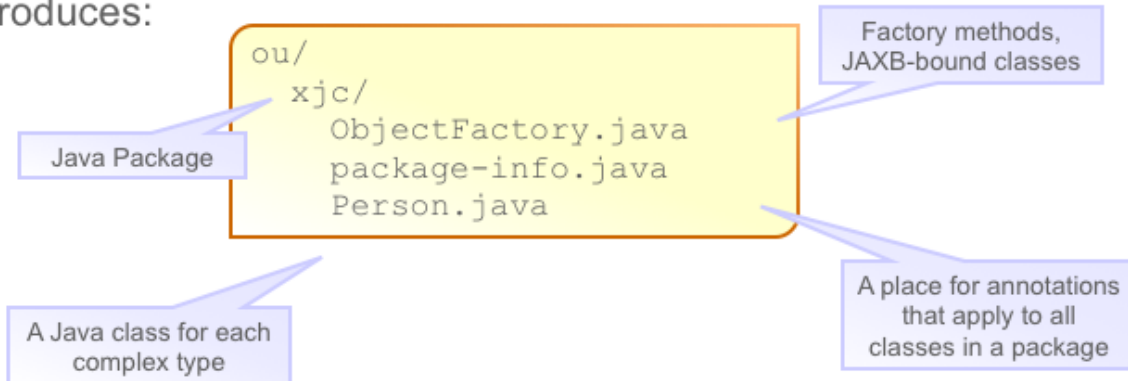 roduces:
ou/
xjc/
ObjectFactory.java
package-info.java
Person.java
Factory methods,
JAXB-bound classes
Java Package
A place for annotations
that apply to all
classes in a package
A Java class for each
complex type